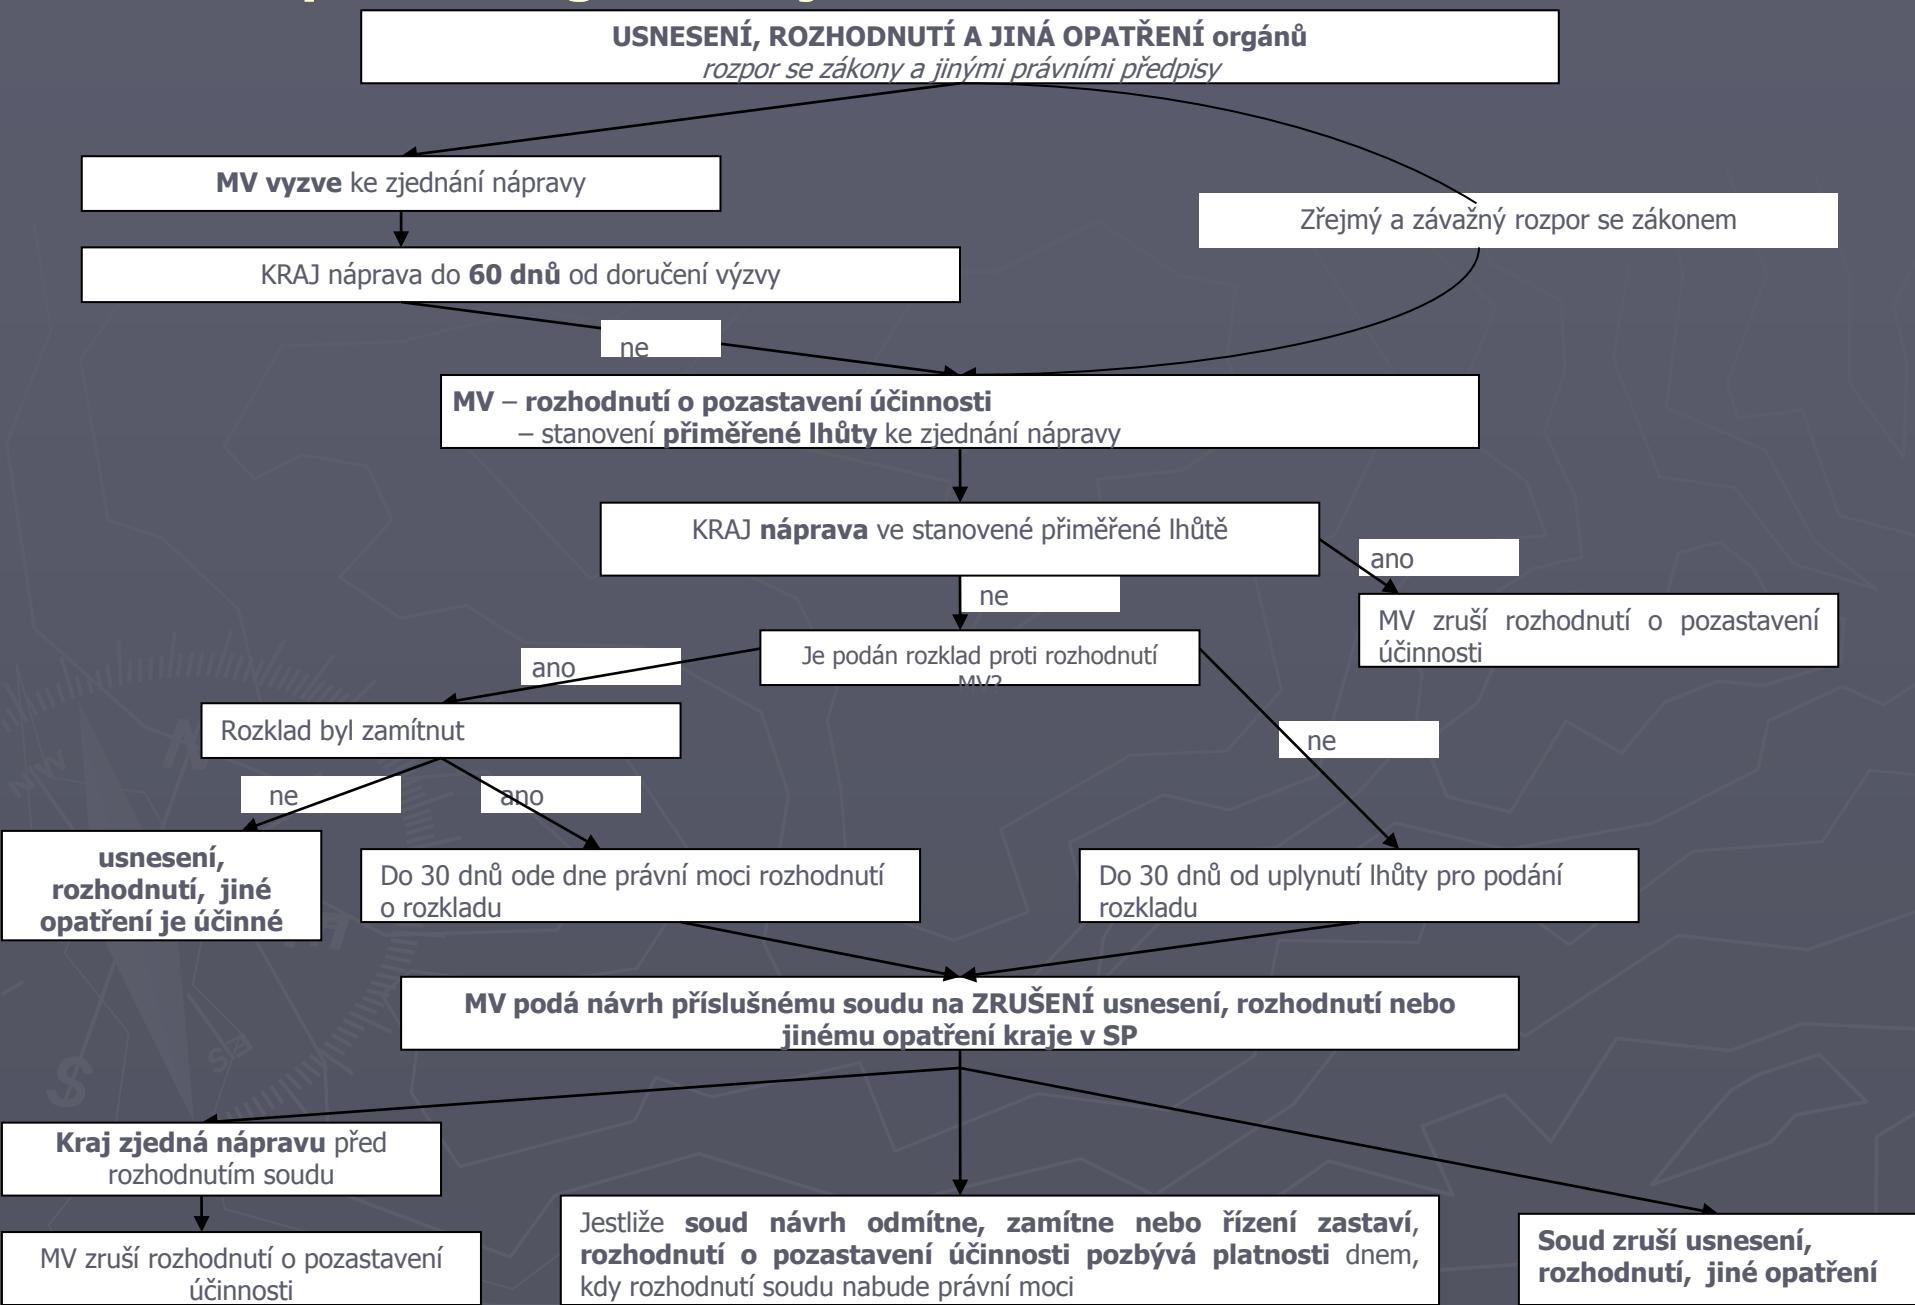 USNESENÍ, ROZHODNUTÍ A JINÁ OPATŘENÍ orgánů
rozpor se zákony a jinými právními předpisy
MV vyzve ke zjednání nápravy
Zřejmý a závažný rozpor se zákonem
KRAJ náprava do 60 dnů od doručení výzvy
ne
MV – rozhodnutí o pozastavení účinnosti
– stanovení přiměřené lhůty ke zjednání nápravy
KRAJ náprava ve stanovené přiměřené lhůtě
ano
ne
MV zruší rozhodnutí o pozastavení
účinnosti
Je podán rozklad proti rozhodnutí
MV?
ano
Rozklad byl zamítnut
ne
ne
ano
usnesení,
rozhodnutí, jiné
opatření je účinné
Do 30 dnů ode dne právní moci rozhodnutí
o rozkladu
Do 30 dnů od uplynutí lhůty pro podání
rozkladu
MV podá návrh příslušnému soudu na ZRUŠENÍ usnesení, rozhodnutí nebo
jinému opatření kraje v SP
Kraj zjedná nápravu před
rozhodnutím soudu
MV zruší rozhodnutí o pozastavení
účinnosti
Jestliže soud návrh odmítne, zamítne nebo řízení zastaví,
rozhodnutí o pozastavení účinnosti pozbývá platnosti dnem,
kdy rozhodnutí soudu nabude právní moci
Soud zruší usnesení,
rozhodnutí, jiné opatření
NW
N
E
SE
S